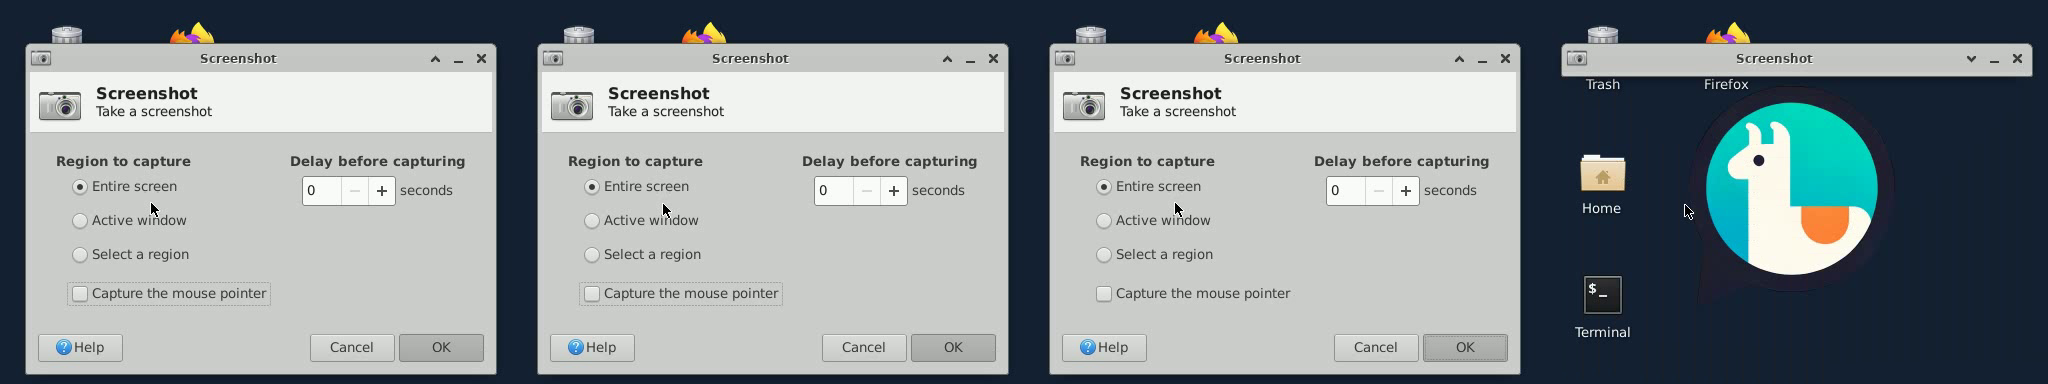 Screenshot
Screenshot
Take a screenshot
Region to capture
Delay before capturing
Entire screen
0
seconds
Active window
Select a region
Capture the mouse pointer
Help
Cancel
OK
Screenshot
Screenshot
Take a screenshot
Region to capture
Delay before capturing
Entire screen
0
seconds
Active window
Select a region
Capture the mouse pointer
Help
Cancel
OK
Screenshot
Screenshot
Take a screenshot
Region to capture
Delay before capturing
Entire screen
0
seconds
Active window
Select a region
Capture the mouse pointer
Help
Cancel
OK
Screenshot
Trash
Firefox
Home
$_
Terminal